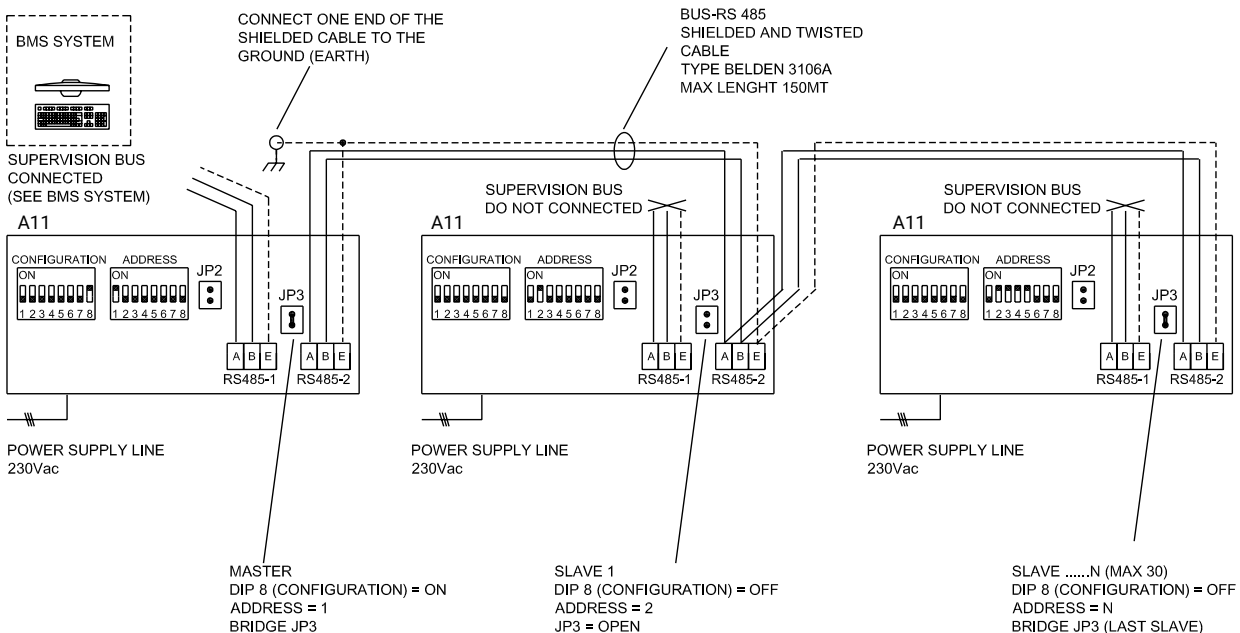 BMS SYSTEM
CONNECT ONE END OF THE
SHIELDED CABLE TO THE
GROUND (EARTH)
BUS-RS 485
SHIELDED AND TWISTED
CABLE
TYPE BELDEN 3106A
MAX LENGHT 150MT
SUPERVISION BUS
CONNECTED
(SEE BMS SYSTEM)
A11
CONFIGURATION ADDRESS
ON ON
1 2 3 4 5 6 7 8 1 2 3 4 5 6 7 8
JP2
JP3
A B E A B E
RS485-1 RS485-2
POWER SUPPLY LINE
230Vac
SUPERVISION BUS
DO NOT CONNECTED
A11
CONFIGURATION ADDRESS
ON ON
1 2 3 4 5 6 7 8 1 2 3 4 5 6 7 8
JP2
JP3
A B E A B E
RS485-1 RS485-2
POWER SUPPLY LINE
230Vac
SUPERVISION BUS
DO NOT CONNECTED
A11
CONFIGURATION ADDRESS
ON ON
1 2 3 4 5 6 7 8 1 2 3 4 5 6 7 8
JP2
JP3
A B E A B E
RS485-1 RS485-2
POWER SUPPLY LINE
230Vac
MASTER
DIP 8 (CONFIGURATION) = ON
ADDRESS = 1
BRIDGE JP3
SLAVE 1
DIP 8 (CONFIGURATION) = OFF
ADDRESS = 2
JP3 = OPEN
SLAVE ......N (MAX 30)
DIP 8 (CONFIGURATION) = OFF
ADDRESS = N
BRIDGE JP3 (LAST SLAVE)